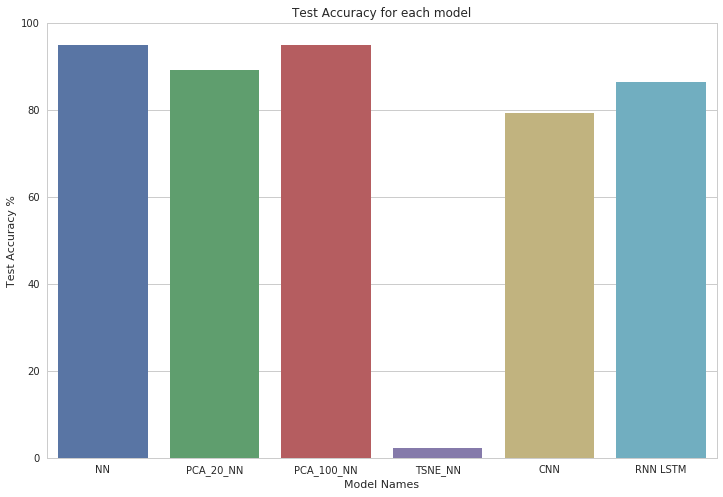 Test Accuracy for each model
100
80
60
40
20
0
Test Accuracy %
NN PCA_20_NN PCA_100_NN TSNE_NN CNN RNN LSTM
Model Names